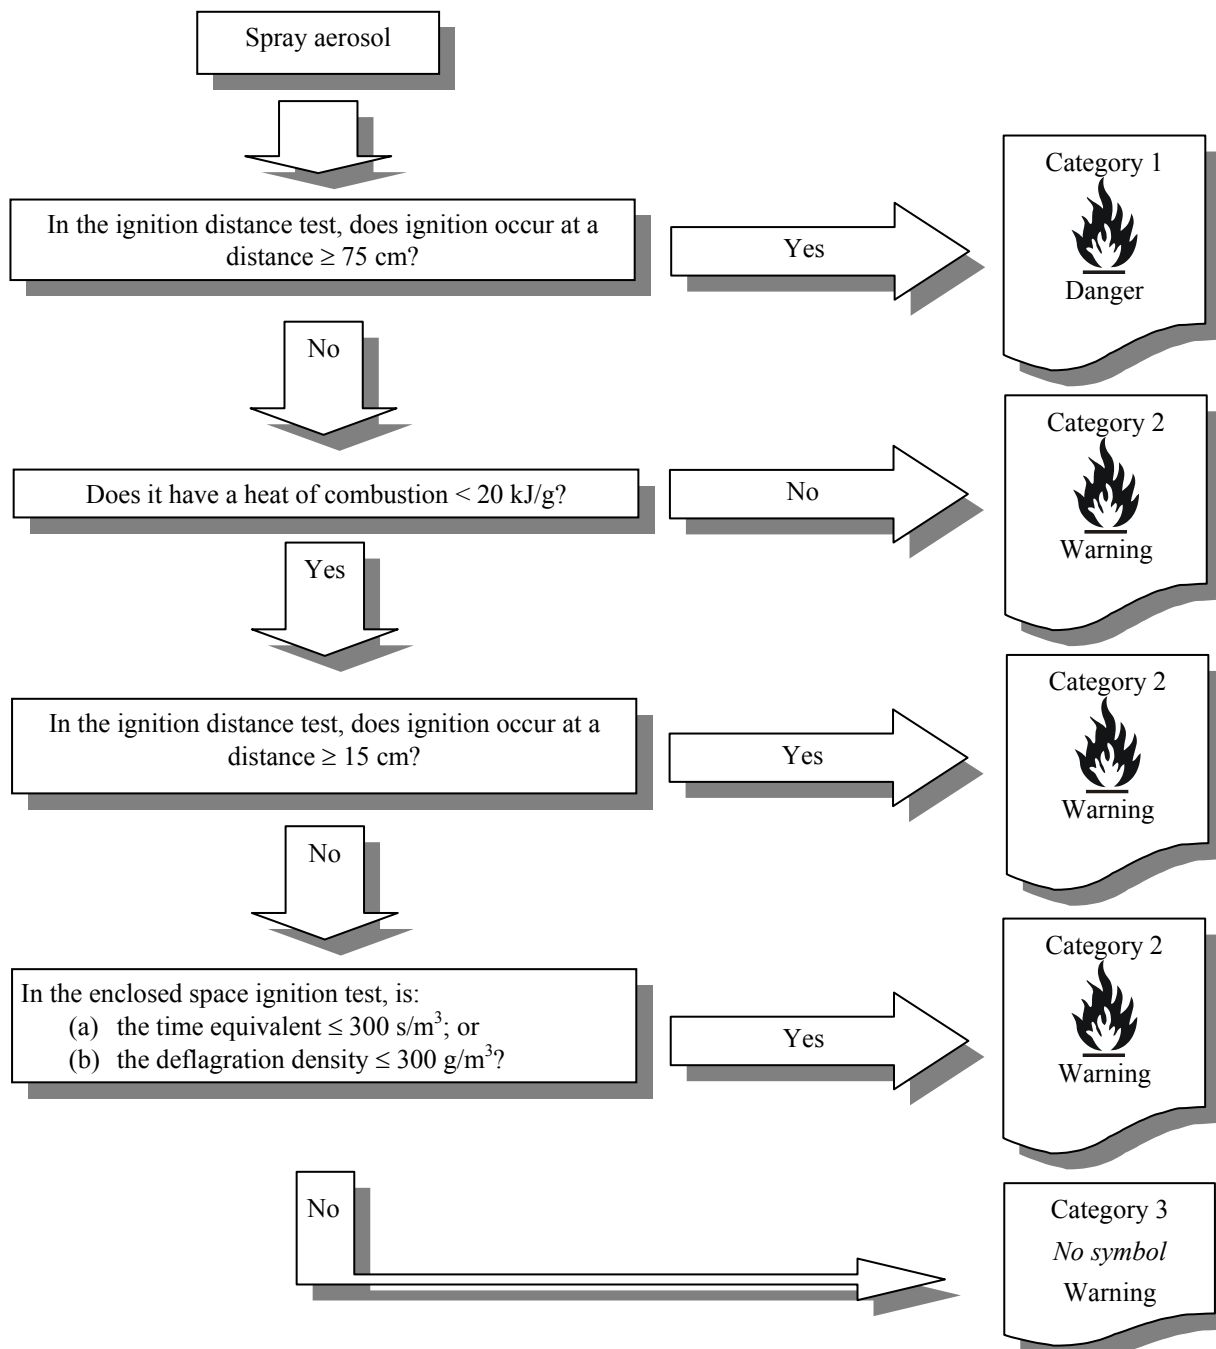 Spray aerosol
In the ignition distance test, does ignition occur at a
distance ≥ 75 cm?
Yes
Category 1
Danger
No
Does it have a heat of combustion < 20 kJ/g?
No
Category 2
Warning
Yes
In the ignition distance test, does ignition occur at a
distance ≥ 15 cm?
Yes
Category 2
Warning
No
In the enclosed space ignition test, is:
(a) the time equivalent ≤ 300 s/m³; or
(b) the deflagration density ≤ 300 g/m³?
Yes
Category 2
Warning
No
Category 3
No symbol
Warning